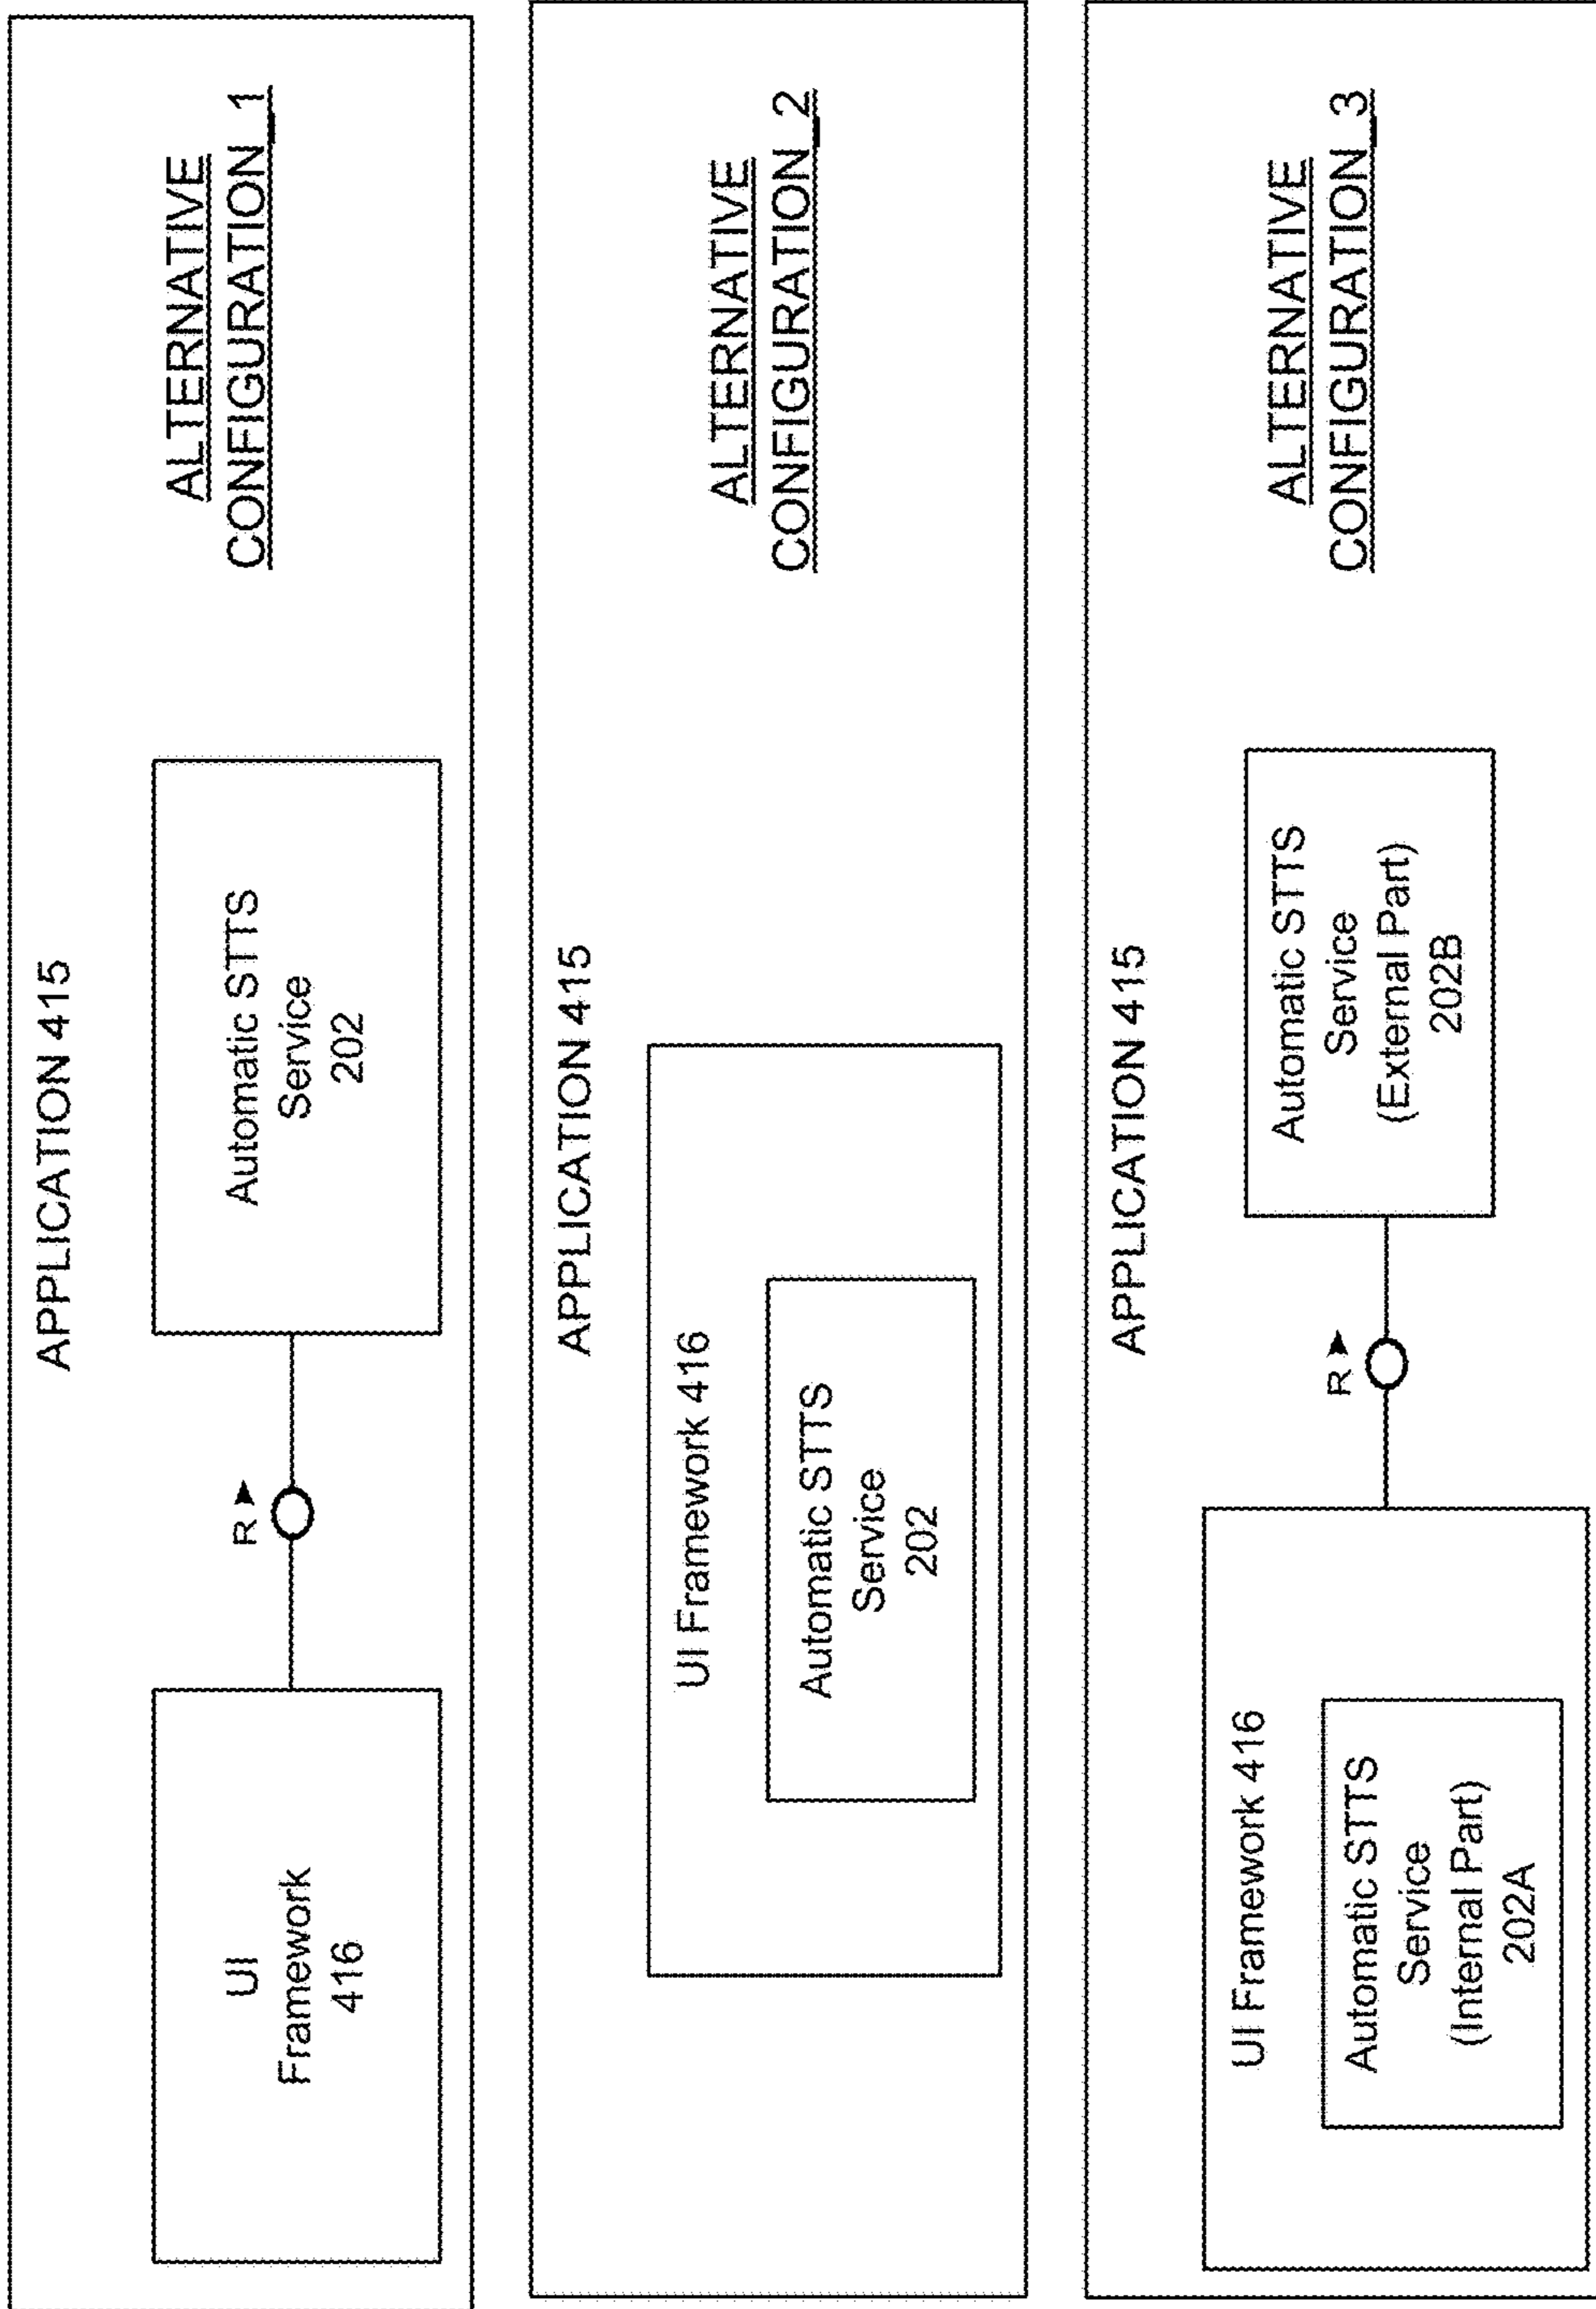 APPLICATION 415
UI
Framework
416
R
Automatic STTS
Service
202
ALTERNATIVE
CONFIGURATION_1
APPLICATION 415
UI Framework 416
Automatic STTS
Service
202
ALTERNATIVE
CONFIGURATION_2
APPLICATION 415
UI Framework 416
Automatic STTS
Service
(Internal Part)
202A
R
Automatic STTS
Service
(External Part)
202B
ALTERNATIVE
CONFIGURATION_3